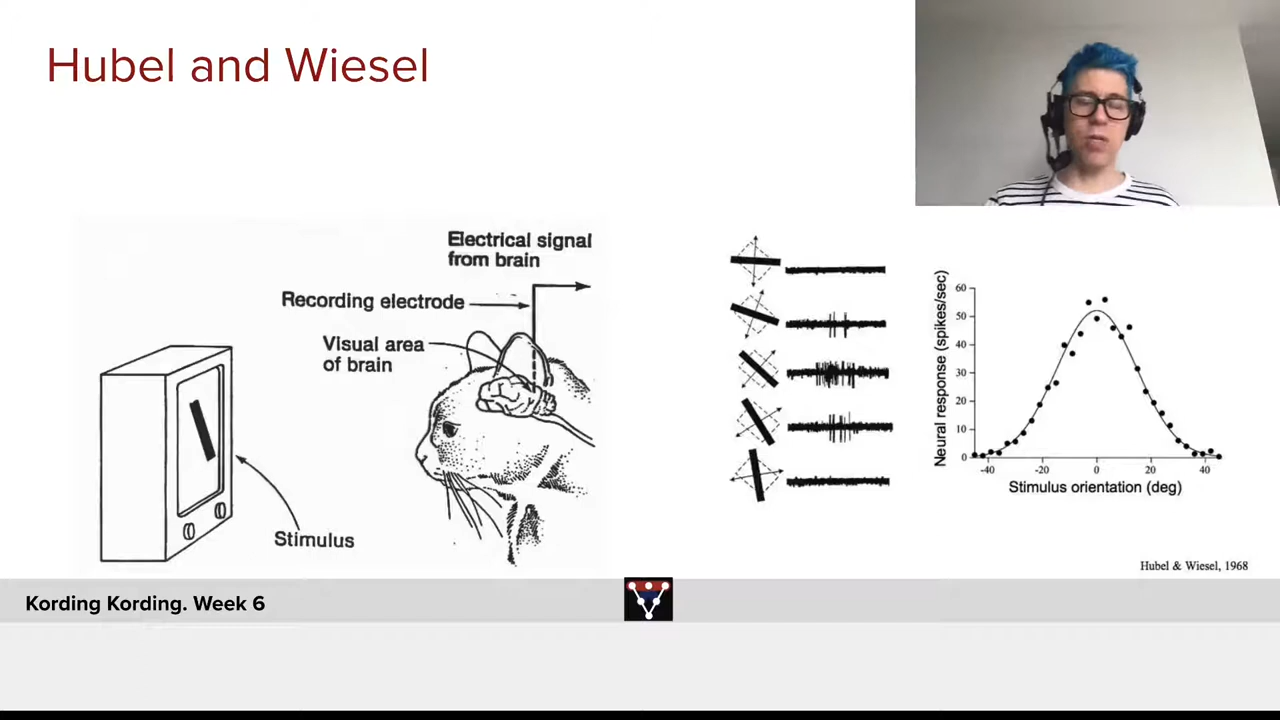 Hubel and Wiesel
Electrical signal
from brain
Recording electrode
Visual area
of brain
Stimulus
Neural response (spikes/sec)
60
50
40
30
20
10
0
-40 -20 0 20 40
Stimulus orientation (deg)
Hubel & Wiesel, 1968
Kording Kording. Week 6